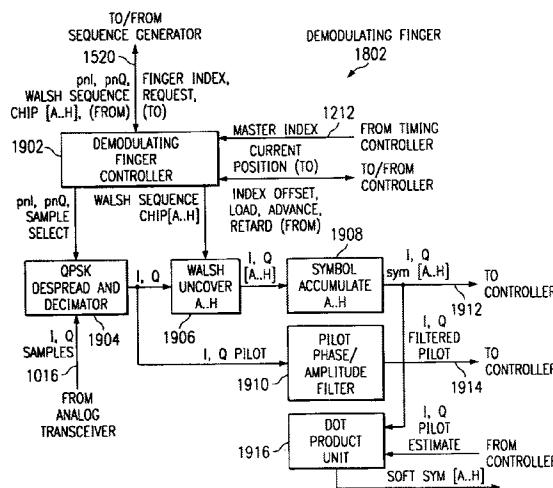 TO/FROM
SEQUENCE GENERATOR
DEMODULATING FINGER
1802
1520
pnI, pnQ,
WALSH SEQUENCE
CHIP [A..H], (FROM)
FINGER INDEX,
REQUEST,
(TO)
1902
DEMODULATING
FINGER
CONTROLLER
MASTER INDEX
1212
FROM TIMING
CONTROLLER
CURRENT
POSITION (TO)
TO/FROM
CONTROLLER
INDEX OFFSET,
LOAD, ADVANCE,
RETARD (FROM)
pnI, pnQ,
SAMPLE
SELECT
WALSH SEQUENCE
CHIP[A..H]
QPSK
DESPREAD AND
DECIMATOR
1904
I, Q
WALSH
UNCOVER
A..H
1906
I, Q
[A..H]
1908
SYMBOL
ACCUMULATE
A..H
I, Q
sym [A..H]
1912
TO
CONTROLLER
I, Q
SAMPLES
1016
FROM
ANALOG
TRANSCEIVER
I, Q PILOT
1910
PILOT
PHASE/
AMPLITUDE
FILTER
I, Q
FILTERED
PILOT
1914
TO
CONTROLLER
1916
DOT
PRODUCT
UNIT
I, Q
PILOT
ESTIMATE
FROM
CONTROLLER
SOFT SYM [A..H]